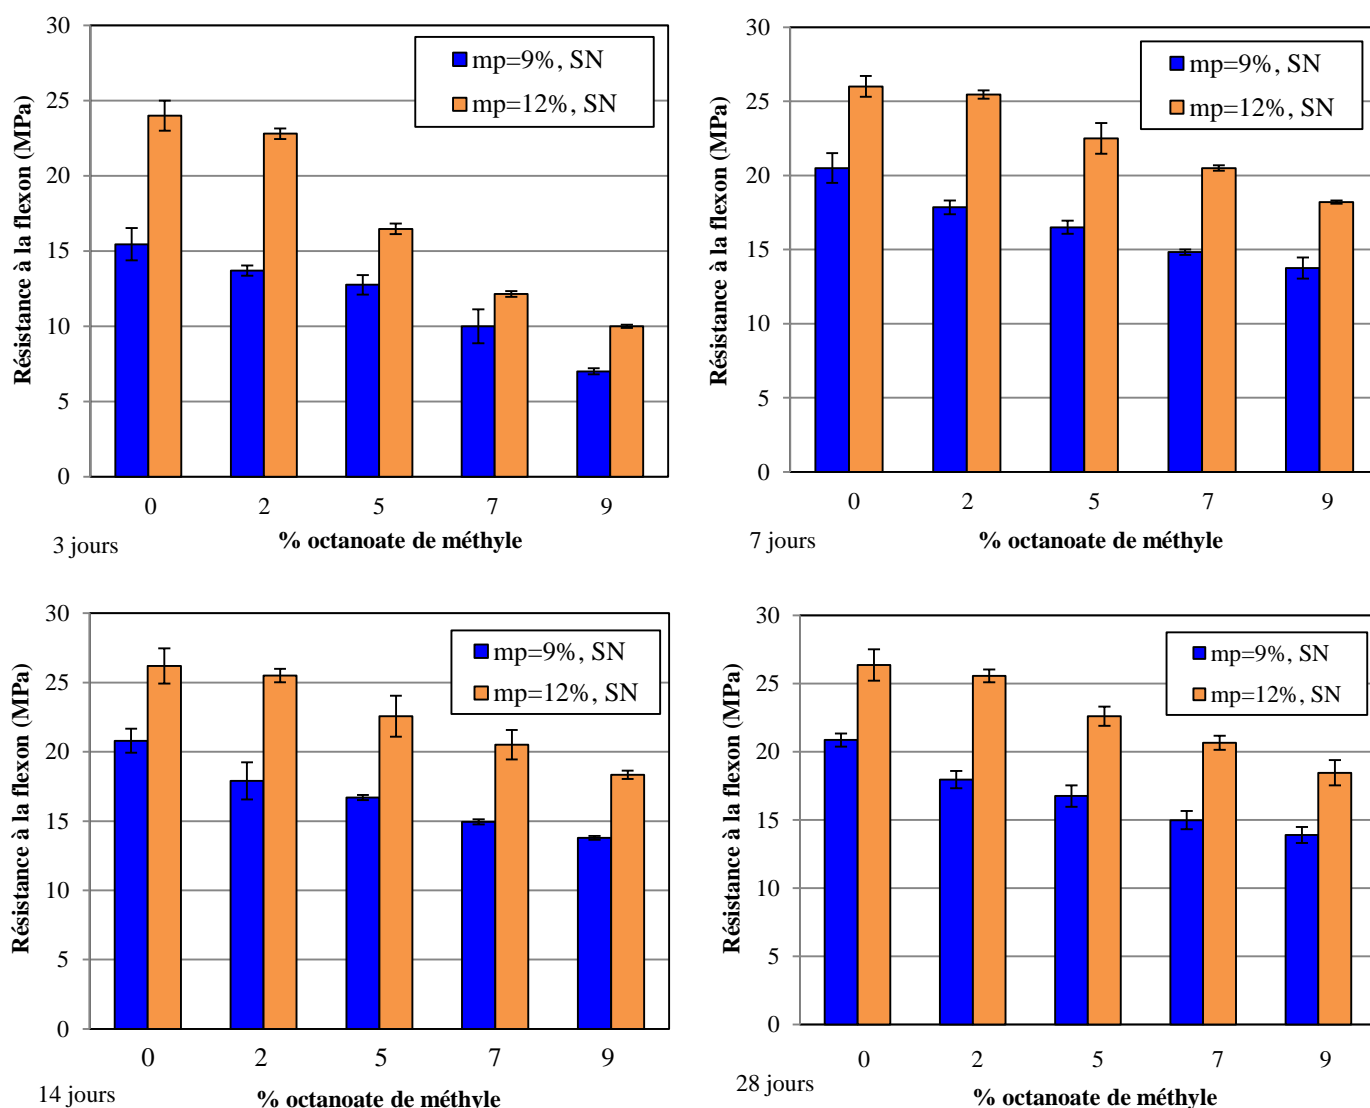 30
25
20
15
10
5
0
Résistance à la flexon (MPa)
mp=9%, SN
mp=12%, SN
0 2 5 7 9
3 jours
% octanoate de méthyle
30
25
20
15
10
5
0
Résistance à la flexon (MPa)
mp=9%, SN
mp=12%, SN
0 2 5 7 9
7 jours
% octanoate de méthyle
30
25
20
15
10
5
0
Résistance à la flexon (MPa)
mp=9%, SN
mp=12%, SN
0 2 5 7 9
14 jours
% octanoate de méthyle
30
25
20
15
10
5
0
Résistance à la flexon (MPa)
mp=9%, SN
mp=12%, SN
0 2 5 7 9
28 jours
% octanoate de méthyle